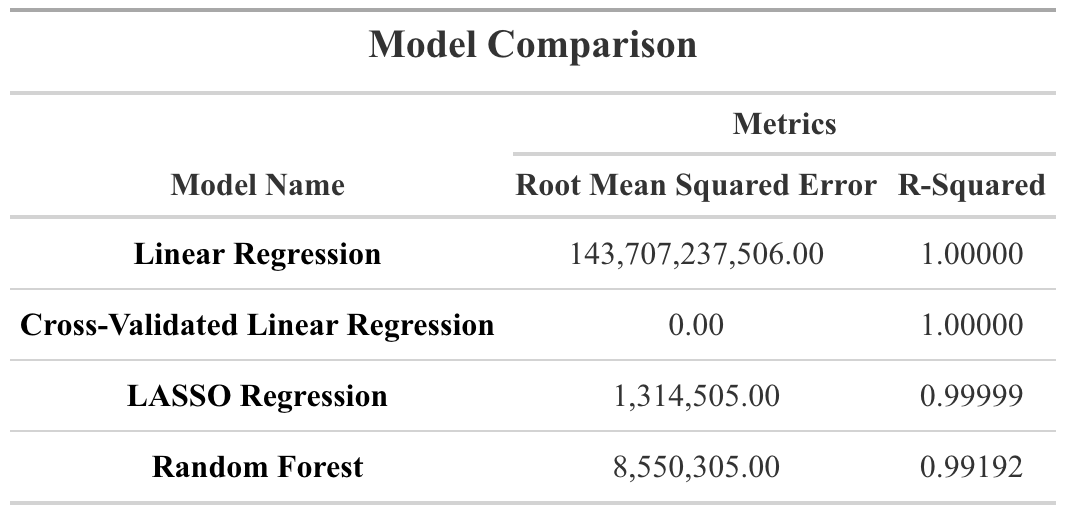 Model Comparison
Metrics
Model Name Root Mean Squared Error R-Squared
Linear Regression 143,707,237,506.00 1.00000
Cross-Validated Linear Regression 0.00 1.00000
LASSO Regression 1,314,505.00 0.99999
Random Forest 8,550,305.00 0.99192